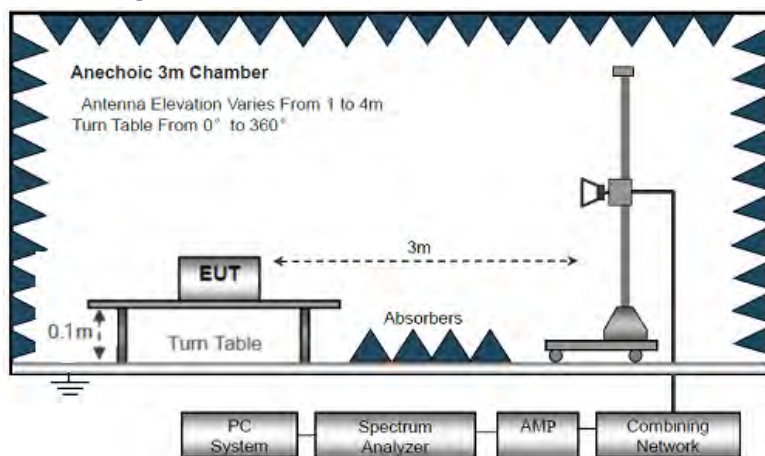 Anechoic 3m Chamber
Antenna Elevation Varies From 1 to 4m
Turn Table From 0° to 360°
3m
EUT
Absorbers
0.1m
Turn Table
PC
System
Spectrum
Analyzer
AMP
Combining
Network